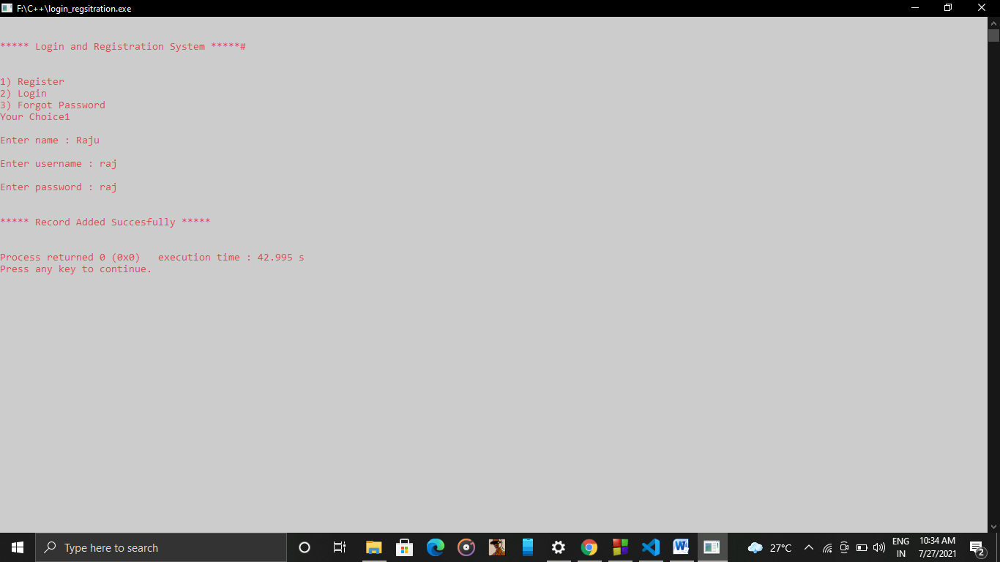 F:\C++\login_regsitration.exe
***** Login and Registration System *****#
1) Register
2) Login
3) Forgot Password
Your Choice1
Enter name : Raju
Enter username : raj
Enter password : raj
***** Record Added Succesfully *****
Process returned 0 (0x0)   execution time : 42.995 s
Press any key to continue.
Type here to search
27°C
ENG
IN
10:34 AM
7/27/2021
2